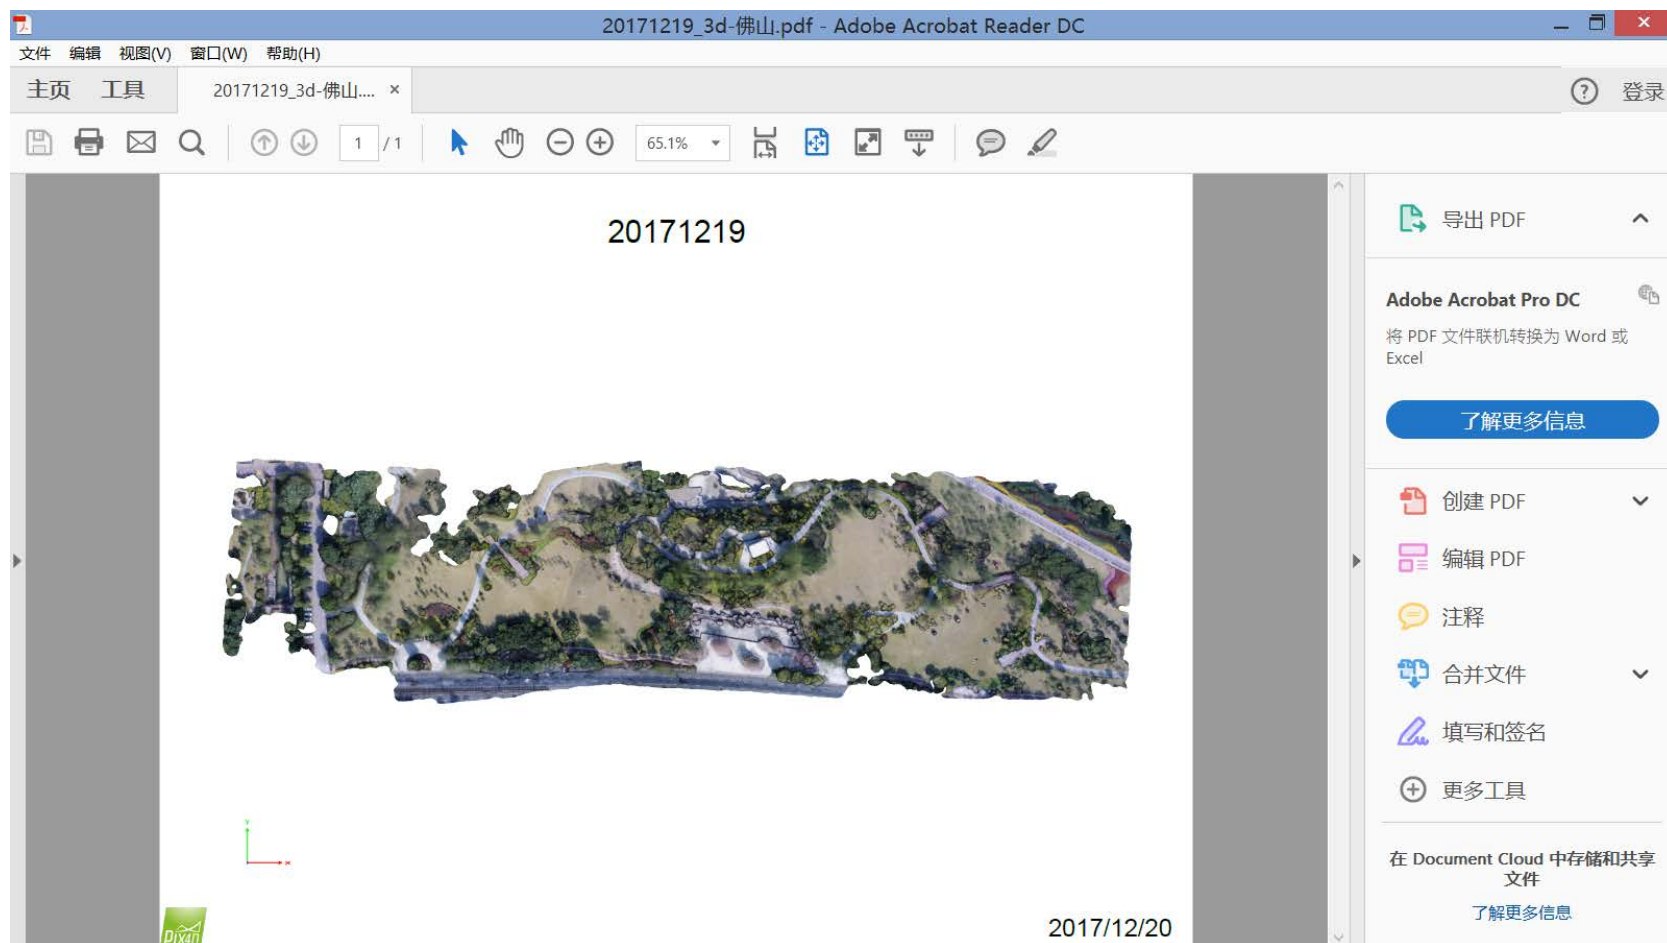 20171219_3d-佛山.pdf - Adobe Acrobat Reader DC
文件 编辑 视图(V) 窗口(W) 帮助(H)
主页 工具 20171219_3d-佛山.... × ? 登录
1 / 1 65.1%
20171219
导出 PDF
Adobe Acrobat Pro DC
将 PDF 文件联机转换为 Word 或
Excel
了解更多信息
创建 PDF
编辑 PDF
注释
合并文件
填写和签名
更多工具
在 Document Cloud 中存储和共享
文件
了解更多信息
Y
X
Pix4D
2017/12/20